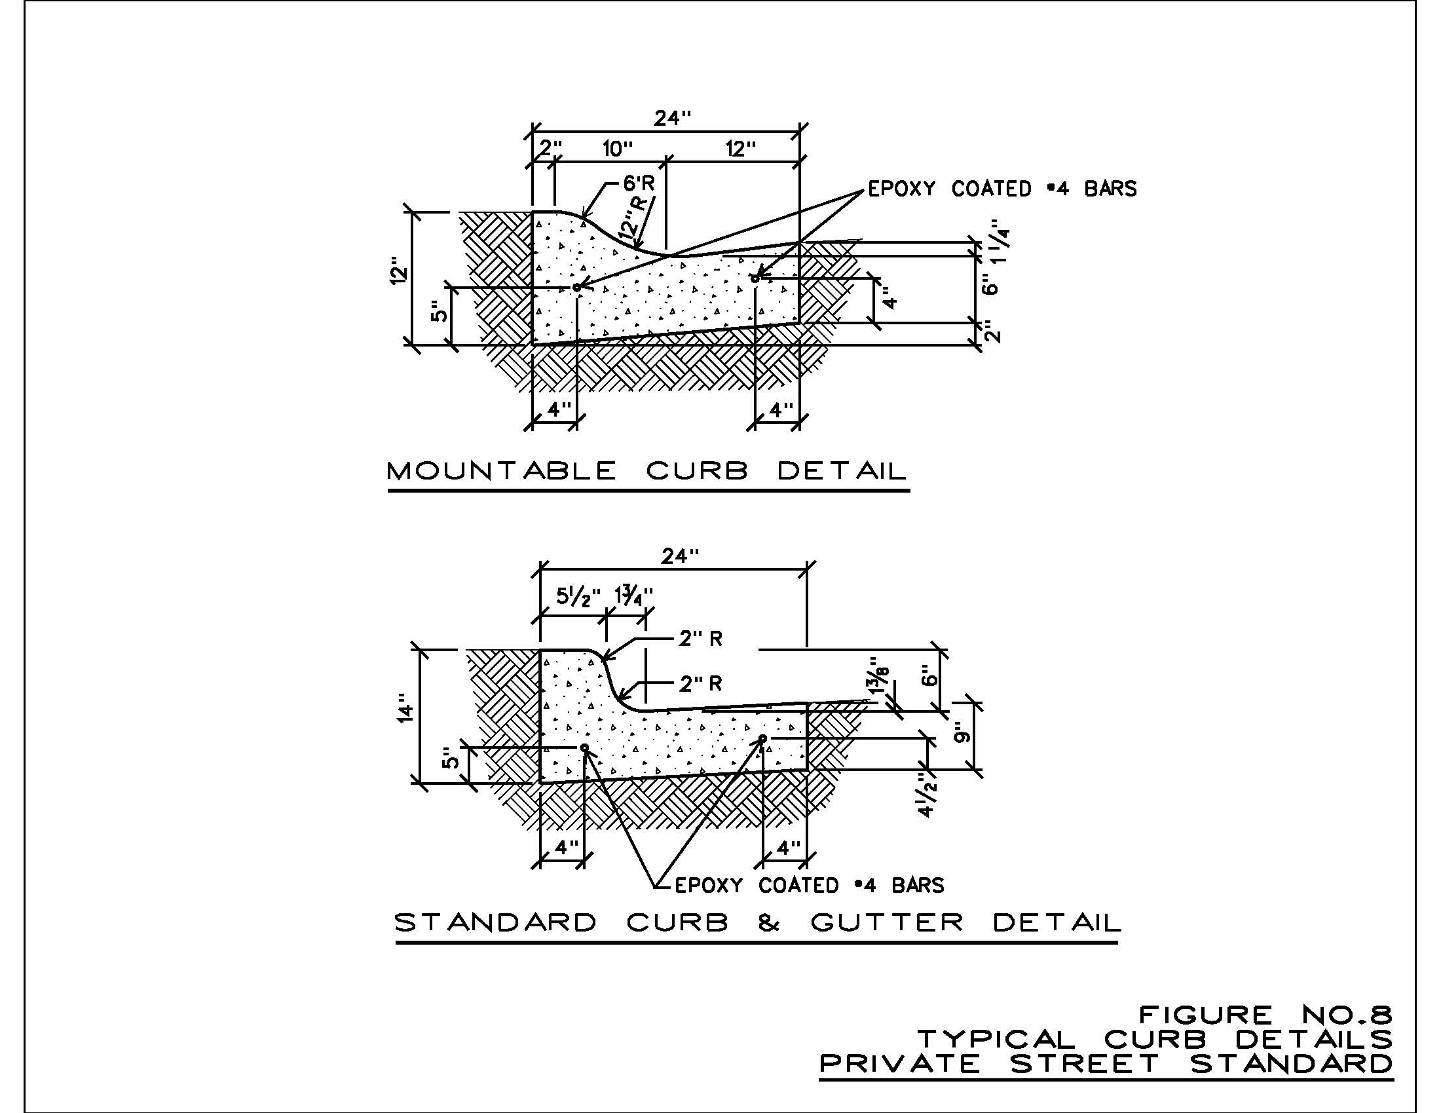 24"
2" 10" 12"
6'R
12" R
EPOXY COATED #4 BARS
12"
5"
1 1/4"
6"
4"
2"
4" 4"
MOUNTABLE CURB DETAIL
24"
5 1/2" 1 3/4"
2" R
2" R
14"
5"
1 3/8"
6"
9"
4 1/2"
4" 4"
EPOXY COATED #4 BARS
STANDARD CURB & GUTTER DETAIL
FIGURE NO.8
TYPICAL CURB DETAILS
PRIVATE STREET STANDARD